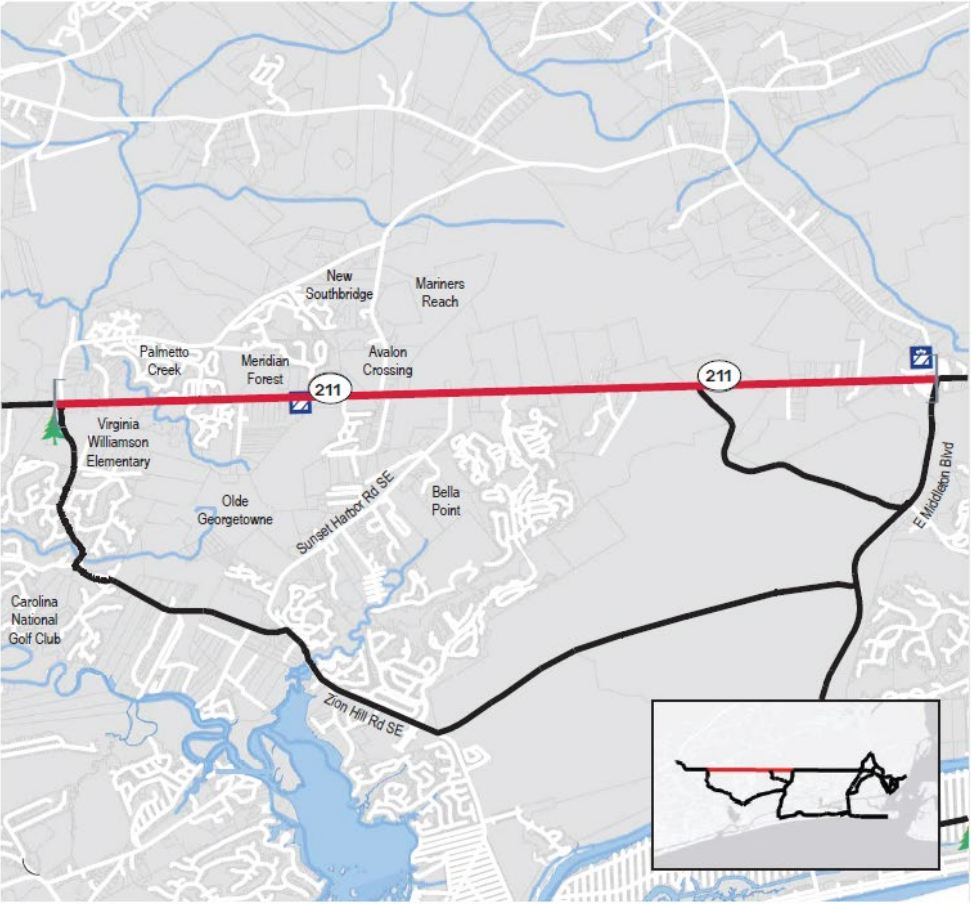 New
Southbridge
Mariners
Reach
Palmetto
Creek
Meridian
Forest
Avalon
Crossing
211
211
Virginia
Williamson
Elementary
Olde
Georgetowne
Sunset Harbor Rd SE
Bella
Point
E Middleton Blvd
Carolina
National
Golf Club
Zion Hill Rd SE